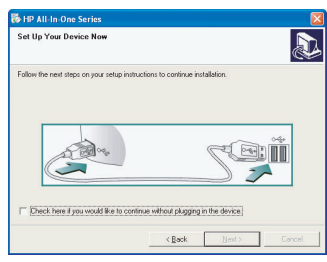 HP All-In-One Series
Set Up Your Device Now
Follow the next steps on your setup instructions to continue installation.
Check here if you would like to continue without plugging in the device.
< Back
Next >
Cancel